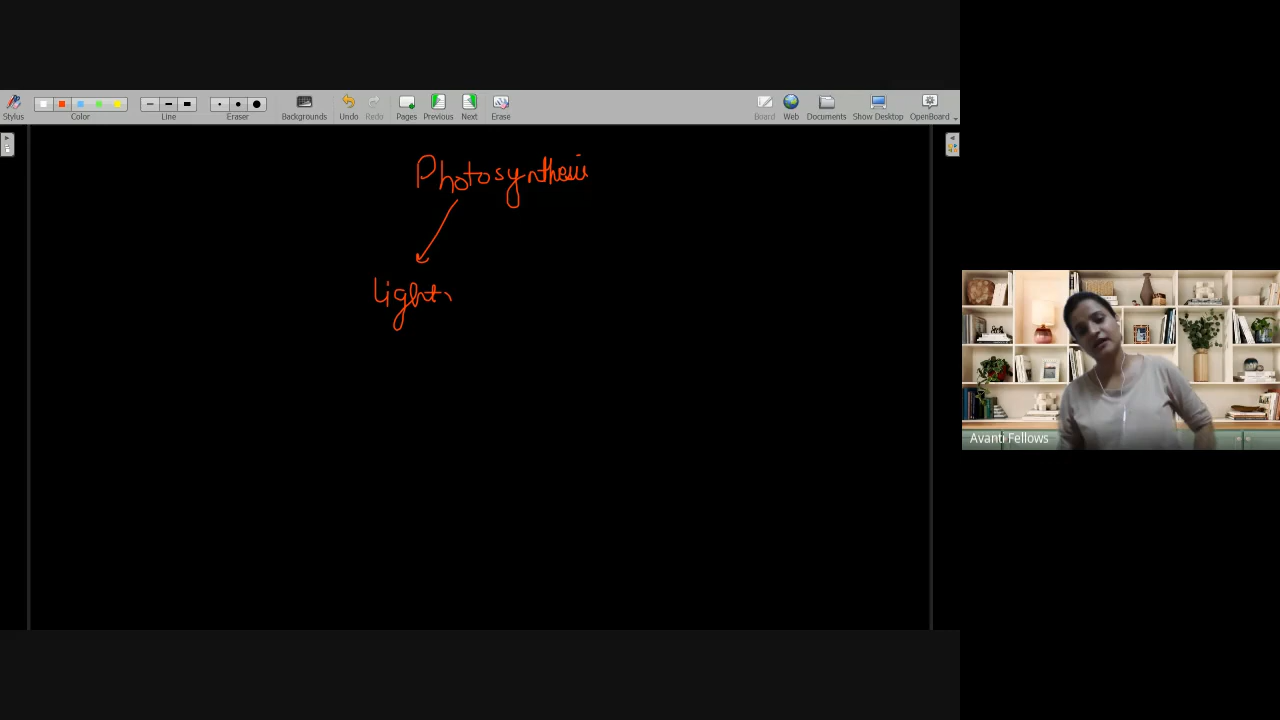 Stylus Color Line Eraser Backgrounds Undo Redo Pages Previous Next Erase Board Web Documents Show Desktop OpenBoard
Photosynthesis
Light
Avanti Fellows